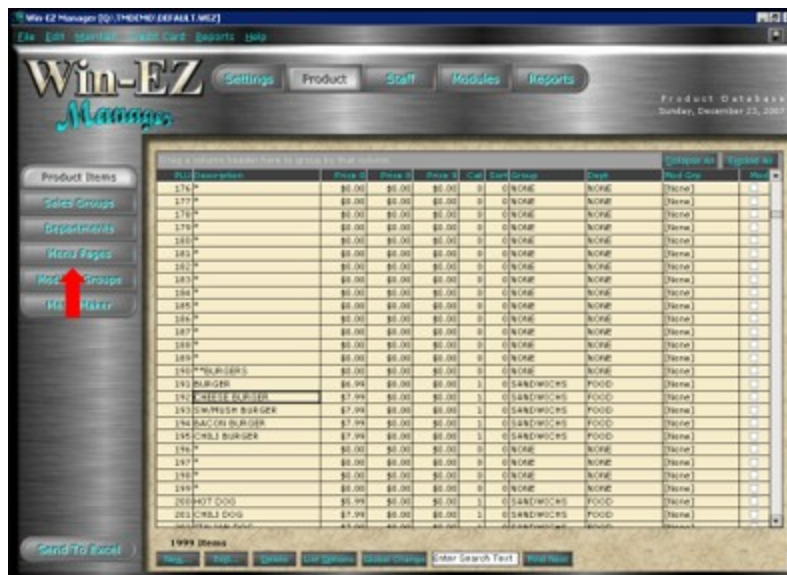 Win-EZ Manager [Q:\TMDEMO\DEFAULT.WEZ]
File Edit Maintain Credit Card Reports Help
Win-EZ
Manager
Settings Product Staff Modules Reports
Product Database
Sunday, December 23, 2007
Drag a column header here to group by that column
Collapse All Expand All
Product Items
Sales Groups
Departments
Menu Pages
Groups
Maker
Send To Excel
PLU Description Price Price Price Cat Sort Group Dept Mod Grp Mod
176 * $0.00 $0.00 $0.00 0 0 NONE NONE [None]
177 * $0.00 $0.00 $0.00 0 0 NONE NONE [None]
178 * $0.00 $0.00 $0.00 0 0 NONE NONE [None]
179 * $0.00 $0.00 $0.00 0 0 NONE NONE [None]
180 * $0.00 $0.00 $0.00 0 0 NONE NONE [None]
181 * $0.00 $0.00 $0.00 0 0 NONE NONE [None]
182 * $0.00 $0.00 $0.00 0 0 NONE NONE [None]
183 * $0.00 $0.00 $0.00 0 0 NONE NONE [None]
184 * $0.00 $0.00 $0.00 0 0 NONE NONE [None]
185 * $0.00 $0.00 $0.00 0 0 NONE NONE [None]
186 * $0.00 $0.00 $0.00 0 0 NONE NONE [None]
187 * $0.00 $0.00 $0.00 0 0 NONE NONE [None]
188 * $0.00 $0.00 $0.00 0 0 NONE NONE [None]
189 * $0.00 $0.00 $0.00 0 0 NONE NONE [None]
190 **BURGERS $0.00 $0.00 $0.00 0 0 NONE NONE [None]
191 BURGER $6.99 $0.00 $0.00 1 0 SANDWICHS FOOD [None]
192 CHEESE BURGER $7.99 $0.00 $0.00 1 0 SANDWICHS FOOD [None]
193 SW/MUSH BURGER $7.99 $0.00 $0.00 1 0 SANDWICHS FOOD [None]
194 BACON BURGER $7.99 $0.00 $0.00 1 0 SANDWICHS FOOD [None]
195 CHILI BURGER $7.99 $0.00 $0.00 1 0 SANDWICHS FOOD [None]
196 * $0.00 $0.00 $0.00 0 0 NONE NONE [None]
197 * $0.00 $0.00 $0.00 0 0 NONE NONE [None]
198 * $0.00 $0.00 $0.00 0 0 NONE NONE [None]
199 * $0.00 $0.00 $0.00 0 0 NONE NONE [None]
200 HOT DOG $5.99 $0.00 $0.00 1 0 SANDWICHS FOOD [None]
201 CHILI DOG $7.99 $0.00 $0.00 1 0 SANDWICHS FOOD [None]
1999 Items
New... Edit... Delete List Options Global Change Enter Search Text Find Next